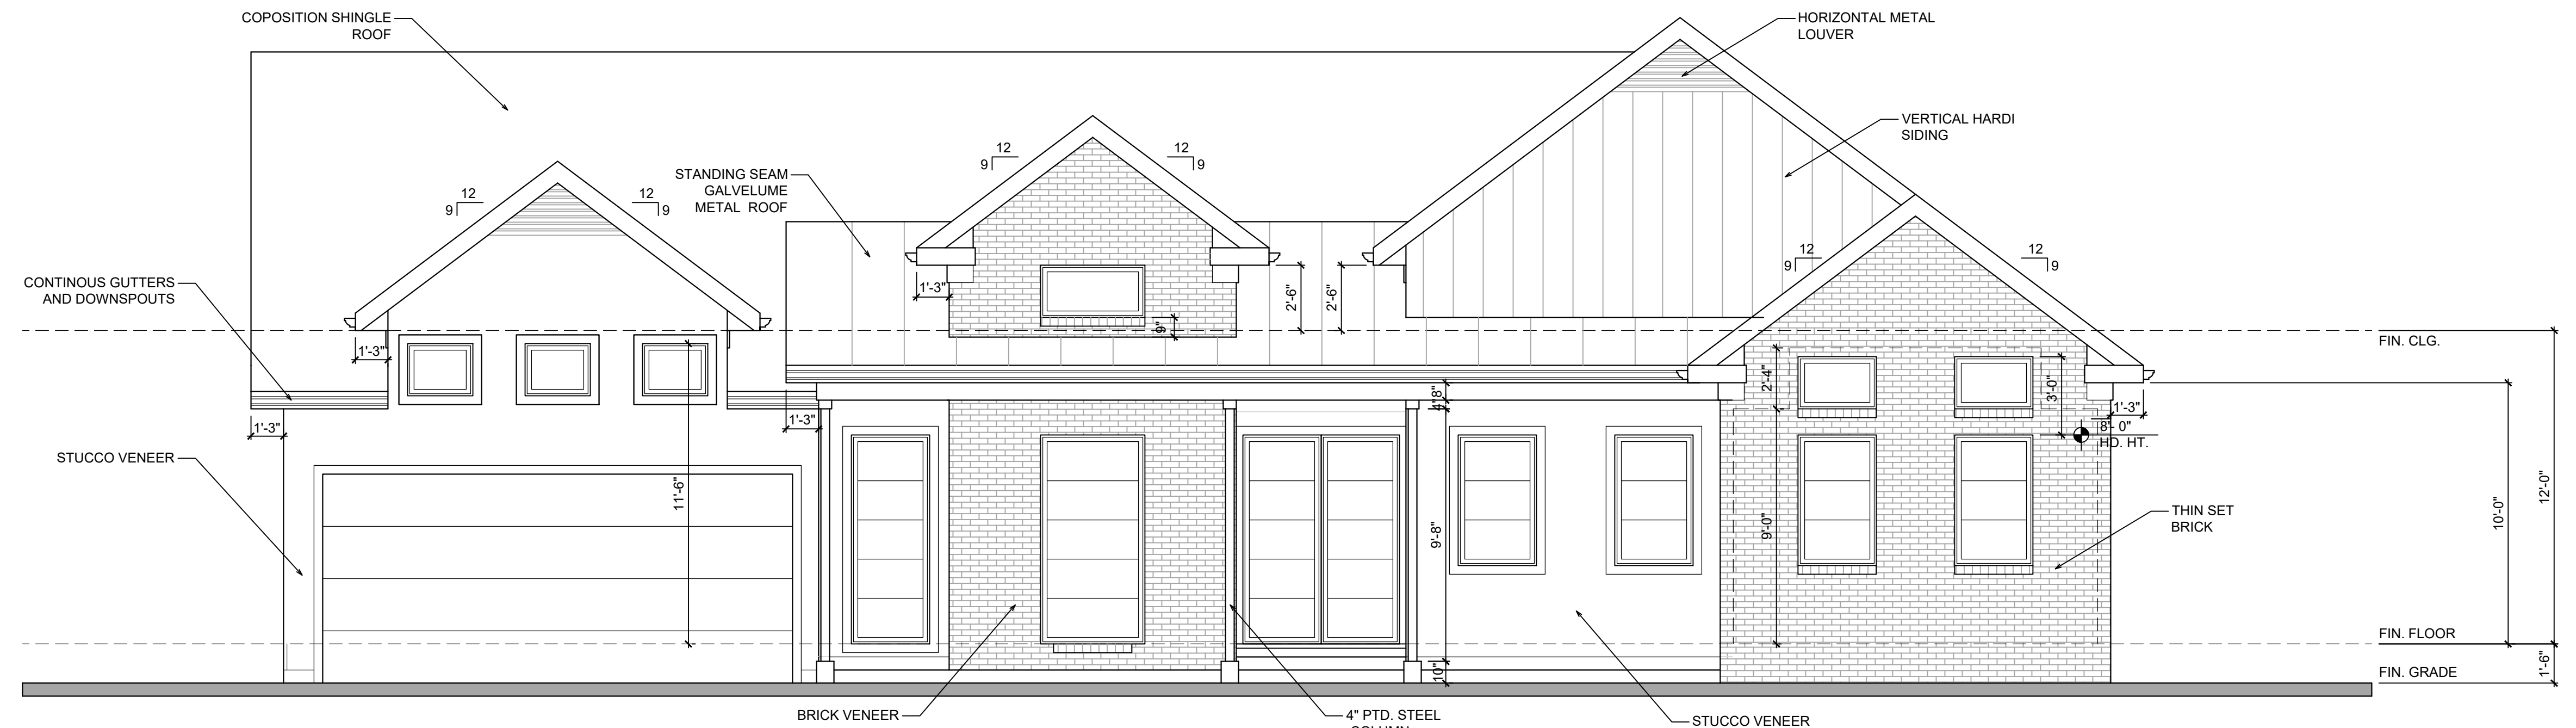 COPOSITION SHINGLE
ROOF
HORIZONTAL METAL
LOUVER
VERTICAL HARDI
SIDING
12
9
12
9
STANDING SEAM
GALVELUME
METAL ROOF
12
9
12
9
12
9
12
9
CONTINOUS GUTTERS
AND DOWNSPOUTS
1'-3"
2'-6"
2'-6"
9"
FIN. CLG.
1'-3"
2'-4"
3'-0"
4"
8"
1'-3"
1'-3"
1'-3"
8'- 0"
HD. HT.
STUCCO VENEER
11'-6"
9'-8"
9'-0"
10'-0"
12'-0"
THIN SET
BRICK
FIN. FLOOR
10"
1'-6"
FIN. GRADE
BRICK VENEER
4" PTD. STEEL
STUCCO VENEER